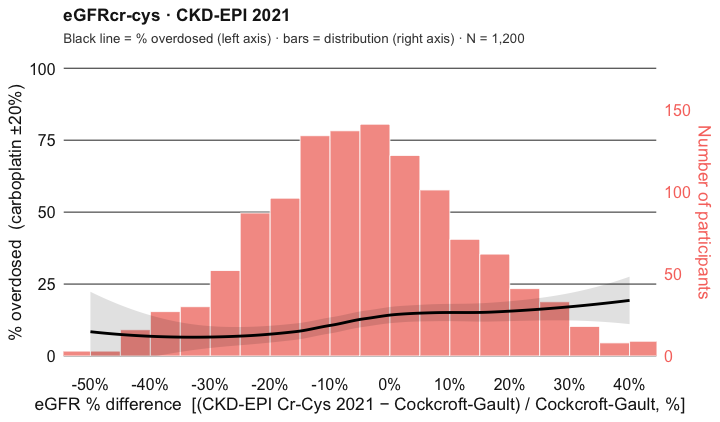 eGFRcr-cys · CKD-EPI 2021
Black line = % overdosed (left axis) · bars = distribution (right axis) · N = 1,200
% overdosed (carboplatin ±20%)
100
75
50
25
0
150
100
50
0
Number of participants
-50% -40% -30% -20% -10% 0% 10% 20% 30% 40%
eGFR % difference [(CKD-EPI Cr-Cys 2021 − Cockcroft-Gault) / Cockcroft-Gault, %]